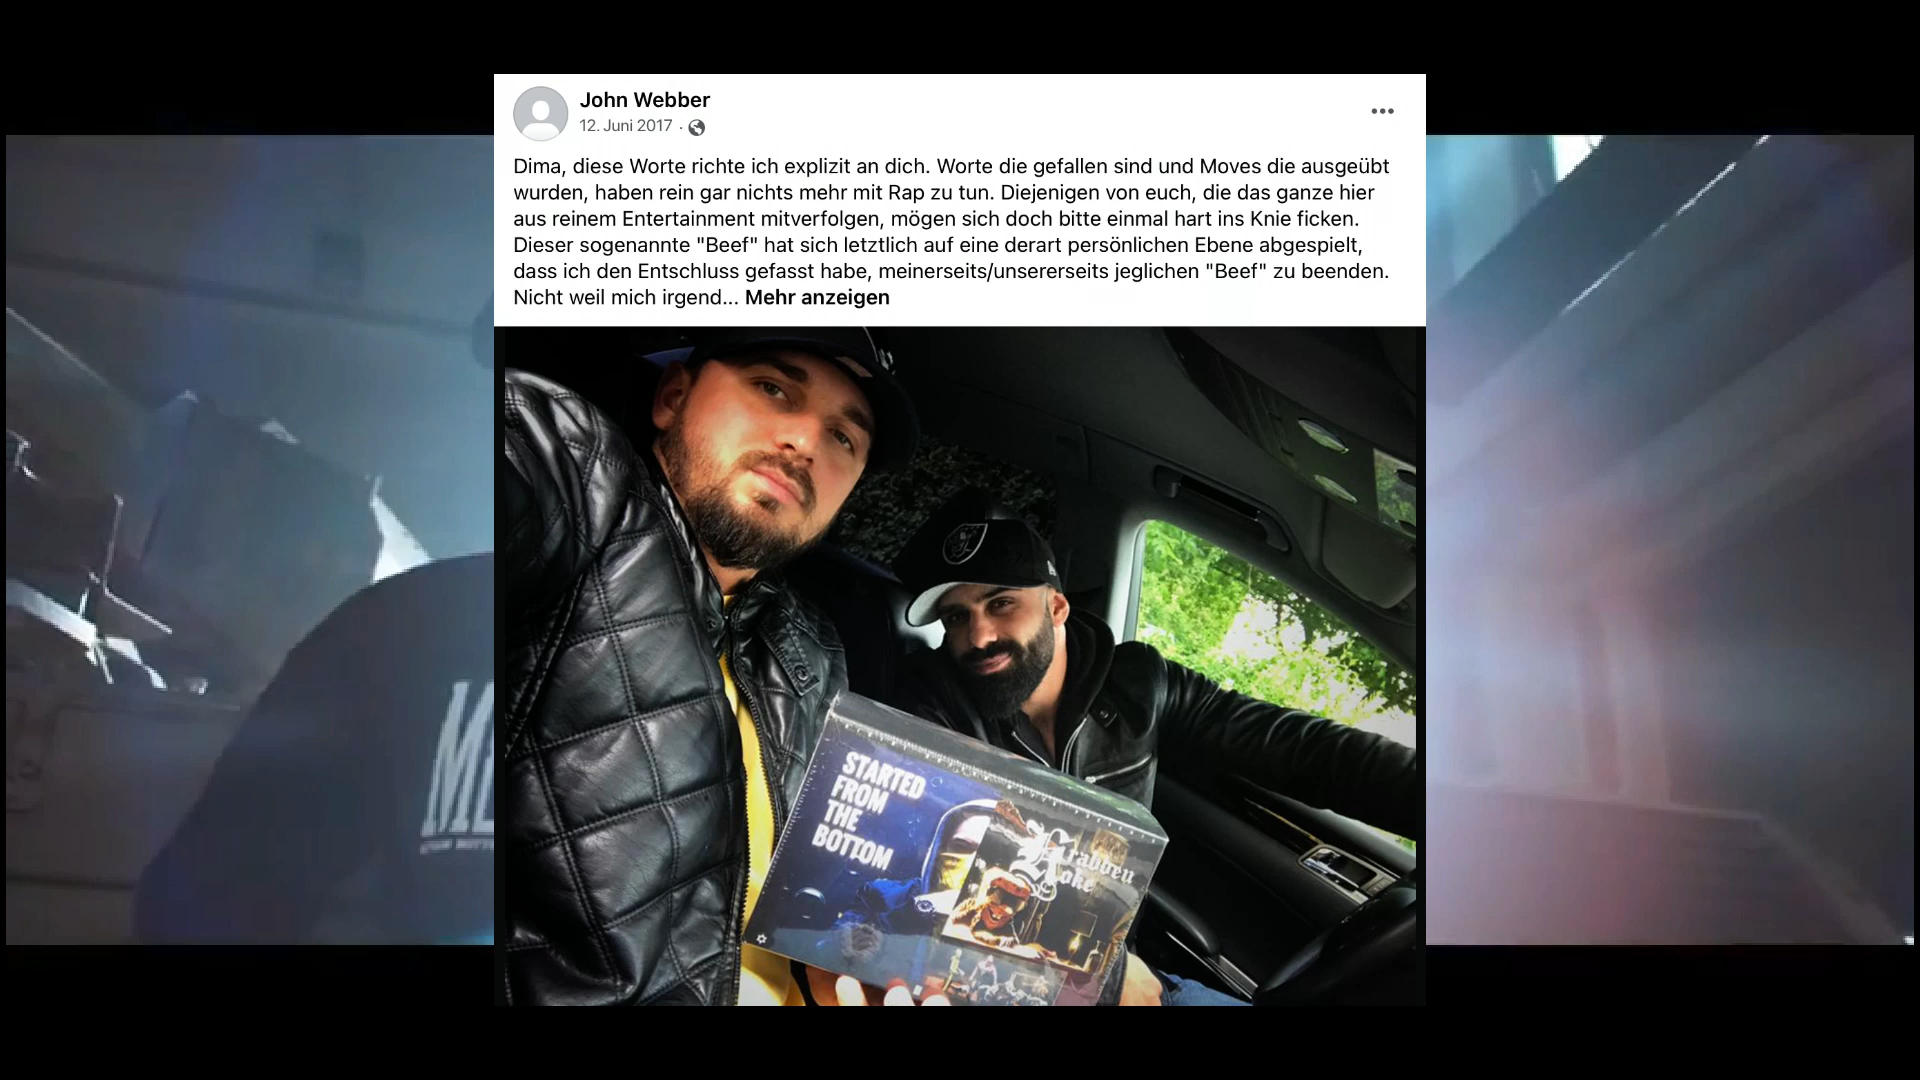 John Webber
12. Juni 2017 ·
Dima, diese Worte richte ich explizit an dich. Worte die gefallen sind und Moves die ausgeübt
wurden, haben rein gar nichts mehr mit Rap zu tun. Diejenigen von euch, die das ganze hier
aus reinem Entertainment mitverfolgen, mögen sich doch bitte einmal hart ins Knie ficken.
Dieser sogenannte "Beef" hat sich letztlich auf eine derart persönlichen Ebene abgespielt,
dass ich den Entschluss gefasst habe, meinerseits/unsererseits jeglichen "Beef" zu beenden.
Nicht weil mich irgend... Mehr anzeigen
STARTED
FROM
THE
BOTTOM
Krabben
Koke